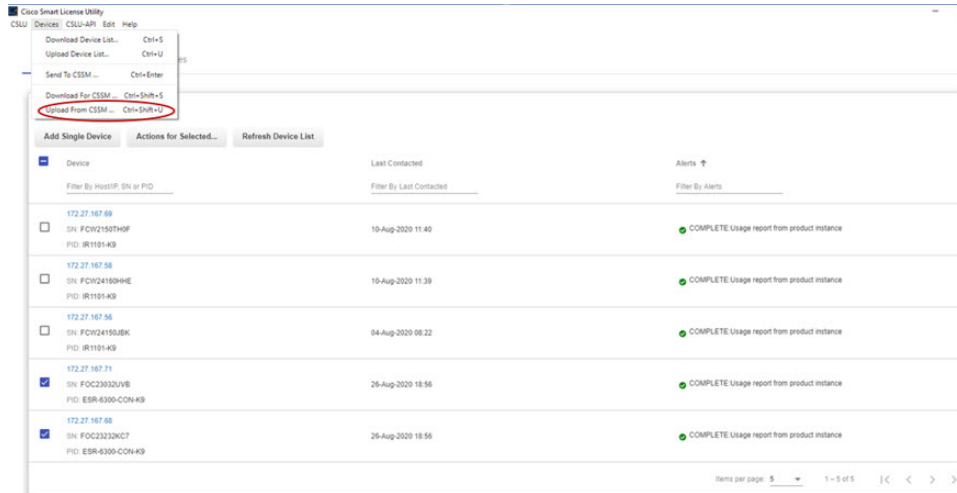 Cisco Smart License Utility
CSLU Devices CSLU-API Edit Help
Download Device List... Ctrl+S
Upload Device List... Ctrl+U
Send To CSSM ... Ctrl+Enter
Download For CSSM ... Ctrl+Shift+S
Upload From CSSM ... Ctrl+Shift+U
es
Add Single Device Actions for Selected... Refresh Device List
Device Last Contacted Alerts ↑
Filter By Host/IP, SN or PID Filter By Last Contacted Filter By Alerts
172.27.167.69
SN: FCW2150TH0F 10-Aug-2020 11:40 COMPLETE:Usage report from product instance
PID: IR1101-K9
172.27.167.58
SN: FCW24160HHE 10-Aug-2020 11:39 COMPLETE:Usage report from product instance
PID: IR1101-K9
172.27.167.56
SN: FCW24150JBK 04-Aug-2020 08:22 COMPLETE:Usage report from product instance
PID: IR1101-K9
172.27.167.71
SN: FOC23032UVB 26-Aug-2020 18:56 COMPLETE:Usage report from product instance
PID: ESR-6300-CON-K9
172.27.167.68
SN: FOC23232KC7 26-Aug-2020 18:56 COMPLETE:Usage report from product instance
PID: ESR-6300-CON-K9
Items per page: 5 1 – 5 of 5